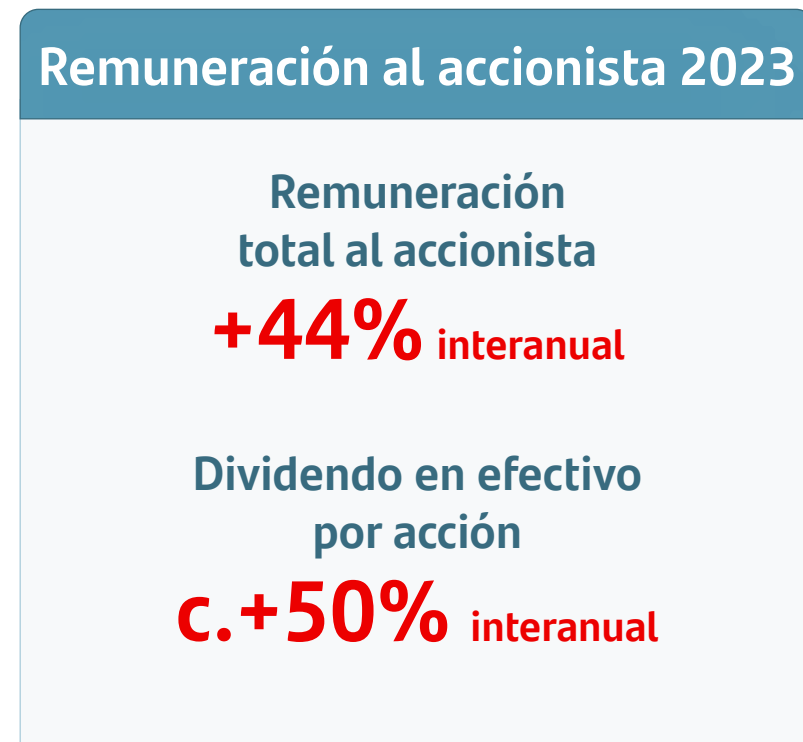 Remuneración al accionista 2023
Remuneración
total al accionista
+44% interanual
Dividendo en efectivo
por acción
c.+50% interanual